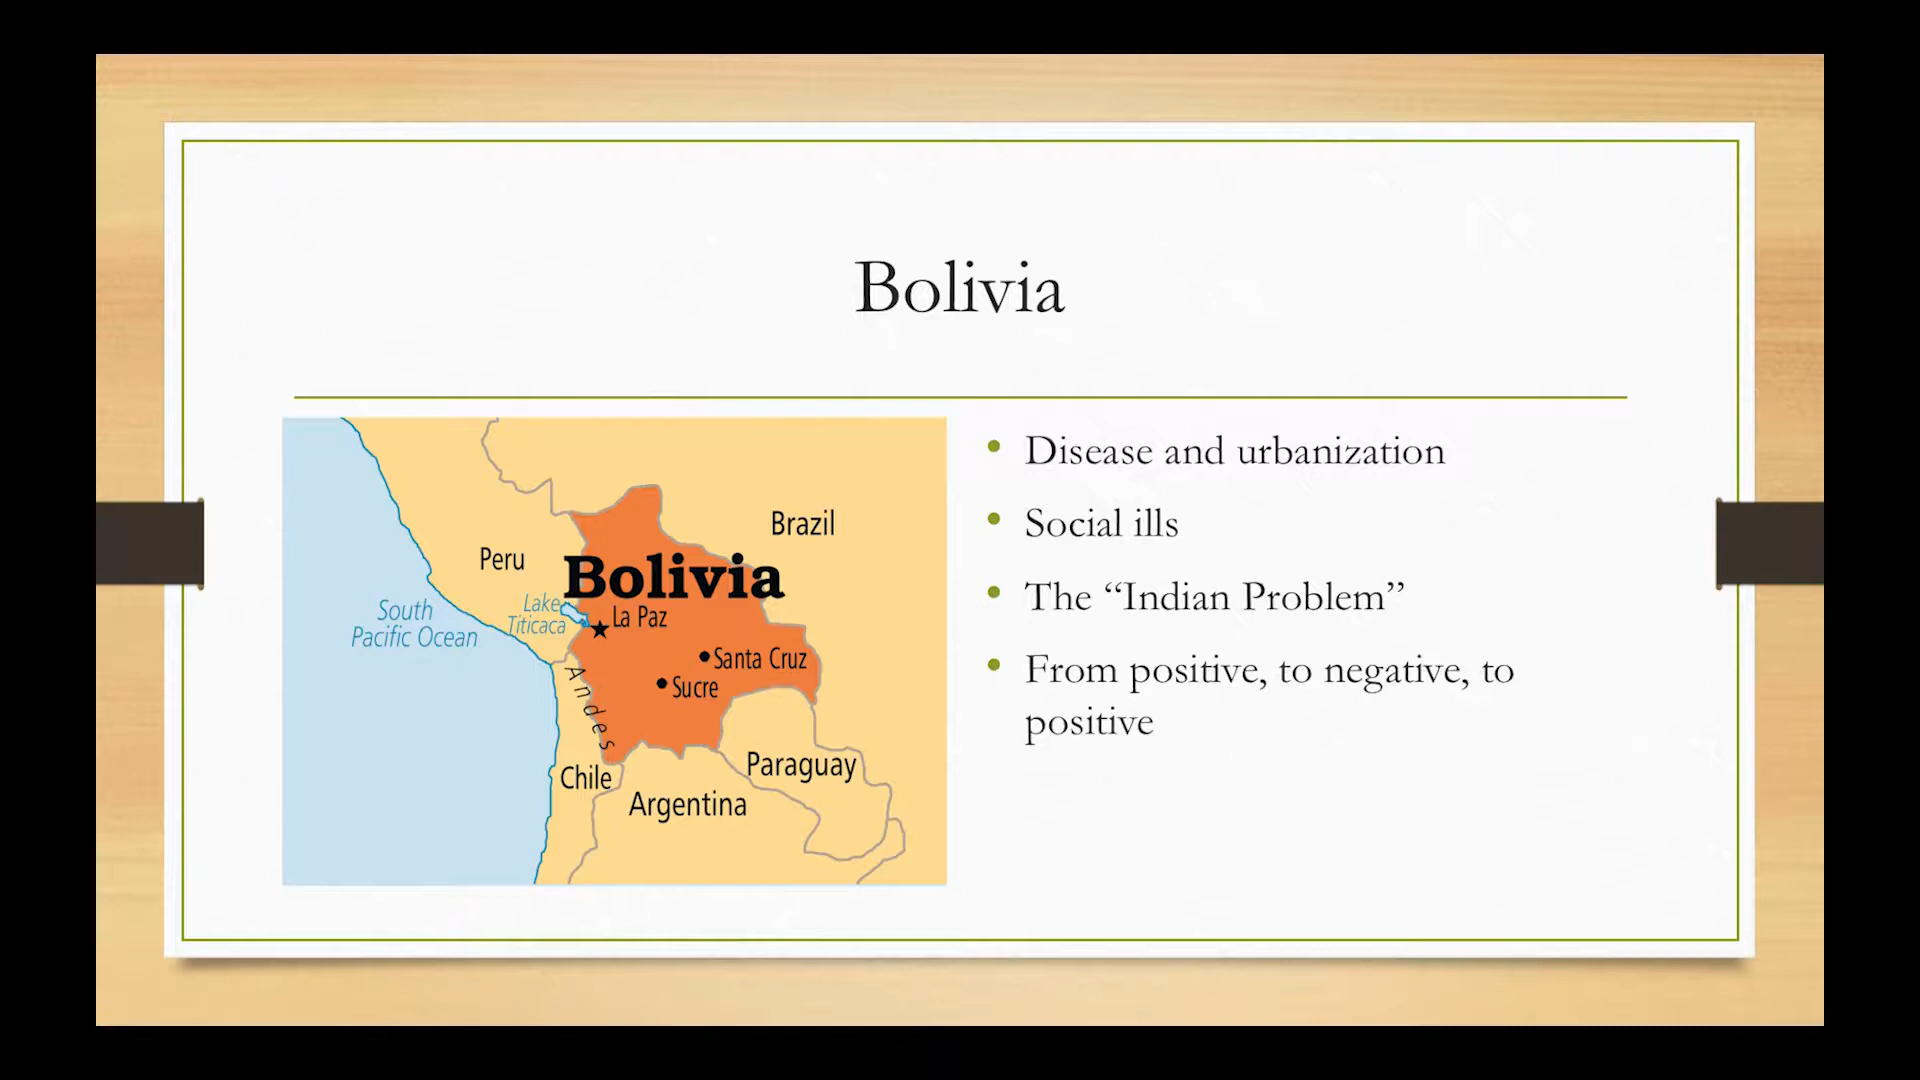 Bolivia
Brazil
Peru
Bolivia
Lake
Titicaca
La Paz
South
Pacific Ocean
Santa Cruz
Sucre
Andes
Chile
Paraguay
Argentina
• Disease and urbanization
• Social ills
• The “Indian Problem”
• From positive, to negative, to
positive